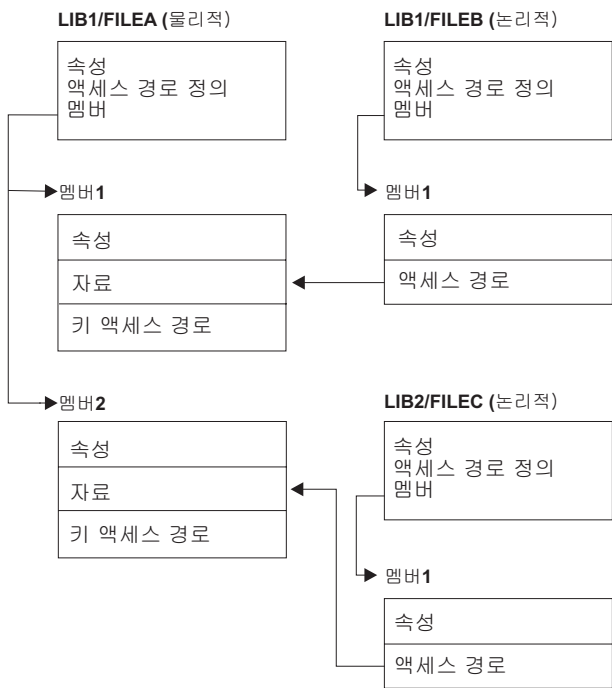 LIB1/FILEA (물리적)
속성
액세스 경로 정의
멤버
멤버1
속성
자료
키 액세스 경로
멤버2
속성
자료
키 액세스 경로
LIB1/FILEB (논리적)
속성
액세스 경로 정의
멤버
멤버1
속성
액세스 경로
LIB2/FILEC (논리적)
속성
액세스 경로 정의
멤버
멤버1
속성
액세스 경로